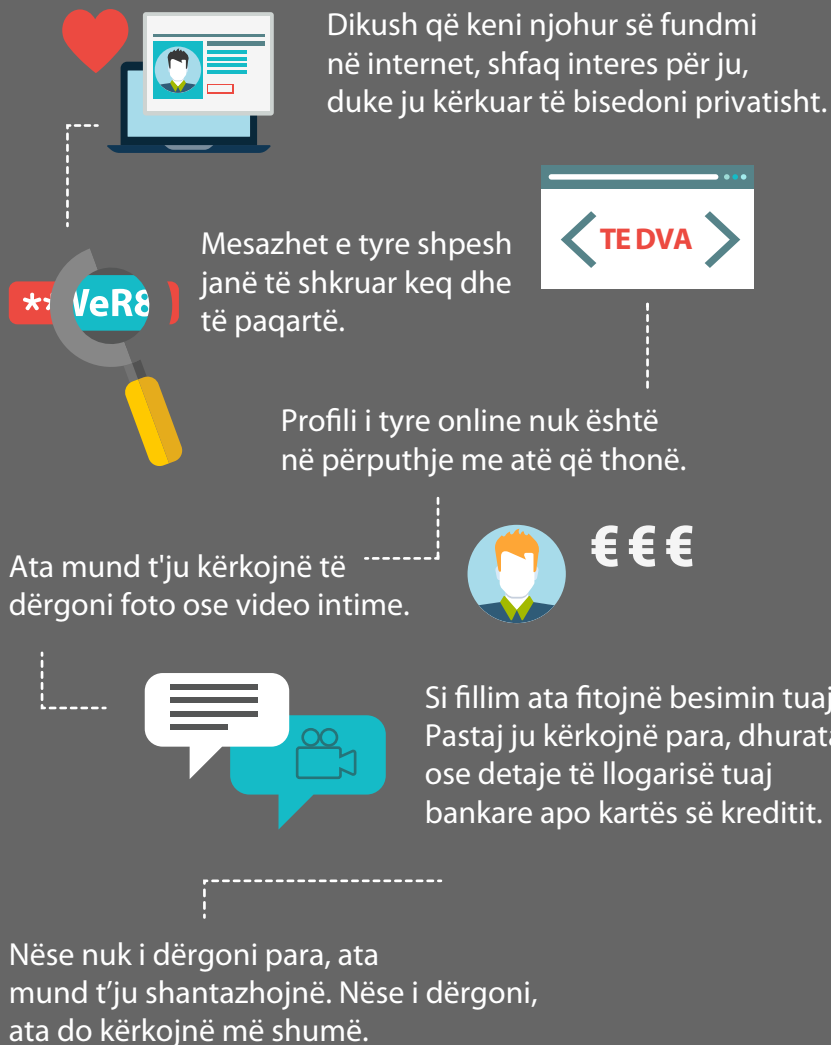 Dikush që keni njohur së fundmi
në internet, shfaq interes për ju,
duke ju kërkuar të bisedoni privatisht.
< TE DVA >
Mesazhet e tyre shpesh
janë të shkruar keq dhe
të paqartë.
** WeR8
Profili i tyre online nuk është
në përputhje me atë që thonë.
€ € €
Ata mund t'ju kërkojnë të
dërgoni foto ose video intime.
Si fillim ata fitojnë besimin tuaj
Pastaj ju kërkojnë para, dhurata
ose detaje të llogarisë tuaj
bankare apo kartës së kreditit.
Nëse nuk i dërgoni para, ata
mund t’ju shantazhojnë. Nëse i dërgoni,
ata do kërkojnë më shumë.